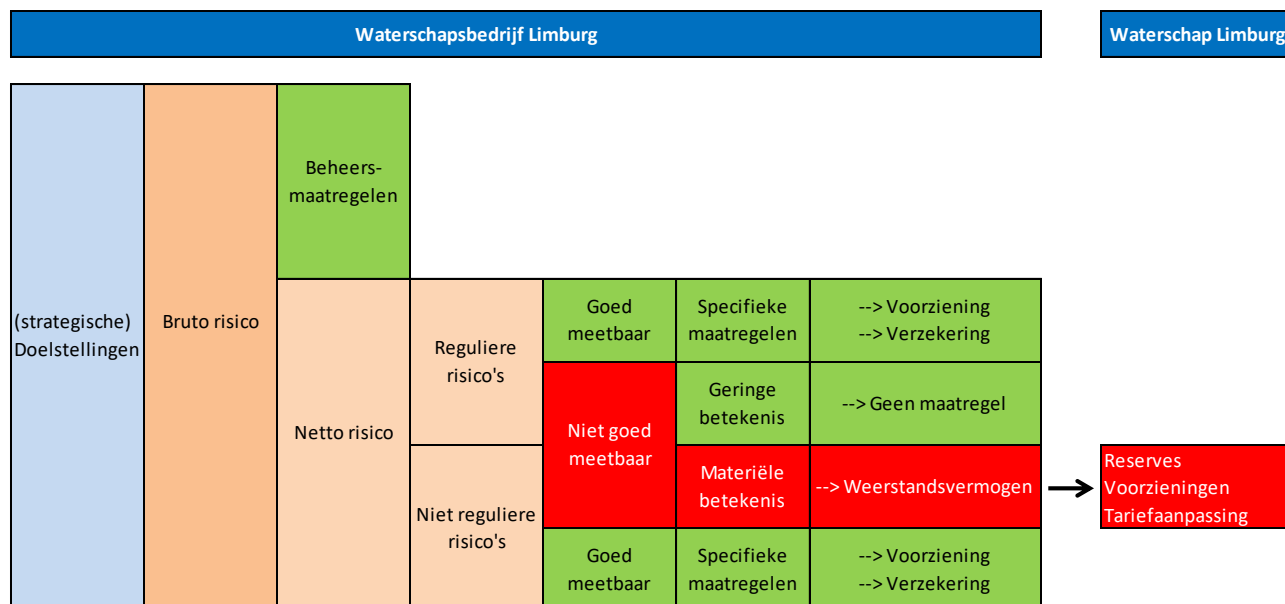 Waterschapsbedrijf Limburg
Waterschap Limburg
(strategische)
Doelstellingen
Bruto risico
Beheers-
maatregelen
Netto risico
Reguliere
risico's
Niet reguliere
risico's
Goed
meetbaar
Specifieke
maatregelen
--> Voorziening
--> Verzekering
Niet goed
meetbaar
Geringe
betekenis
--> Geen maatregel
Materiële
betekenis
--> Weerstandsvermogen
Reserves
Voorzieningen
Tariefaanpassing
Goed
meetbaar
Specifieke
maatregelen
--> Voorziening
--> Verzekering